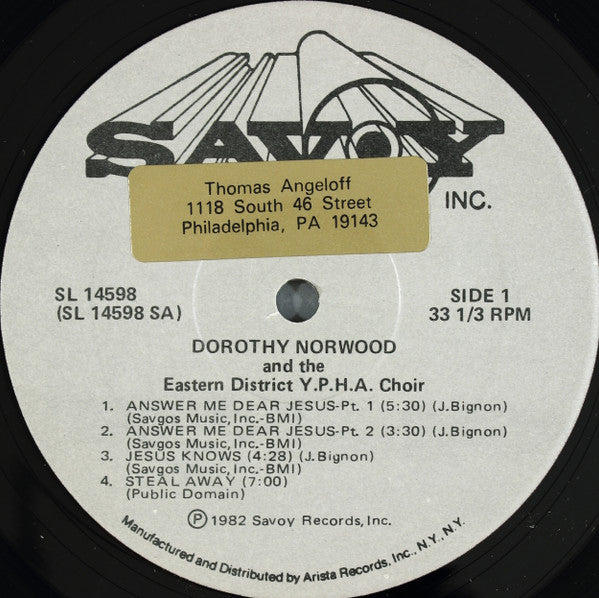 SAVOY
INC.
Thomas Angeloff
1118 South 46 Street
Philadelphia, PA 19143
SL 14598
(SL 14598 SA)
SIDE 1
33 1/3 RPM
DOROTHY NORWOOD
and the
Eastern District Y.P.H.A. Choir
1. ANSWER ME DEAR JESUS-Pt. 1 (5:30) (J.Bignon)
(Savgos Music, Inc.-BMI)
2. ANSWER ME DEAR JESUS-Pt. 2 (3:30) (J.Bignon)
(Savgos Music, Inc.-BMI)
3. JESUS KNOWS (4:28) (J.Bignon)
(Savgos Music, Inc.-BMI)
4. STEAL AWAY (7:00)
(Public Domain)
Ⓟ1982 Savoy Records, Inc.
Manufactured and Distributed by Arista Records, Inc., N.Y., N.Y.